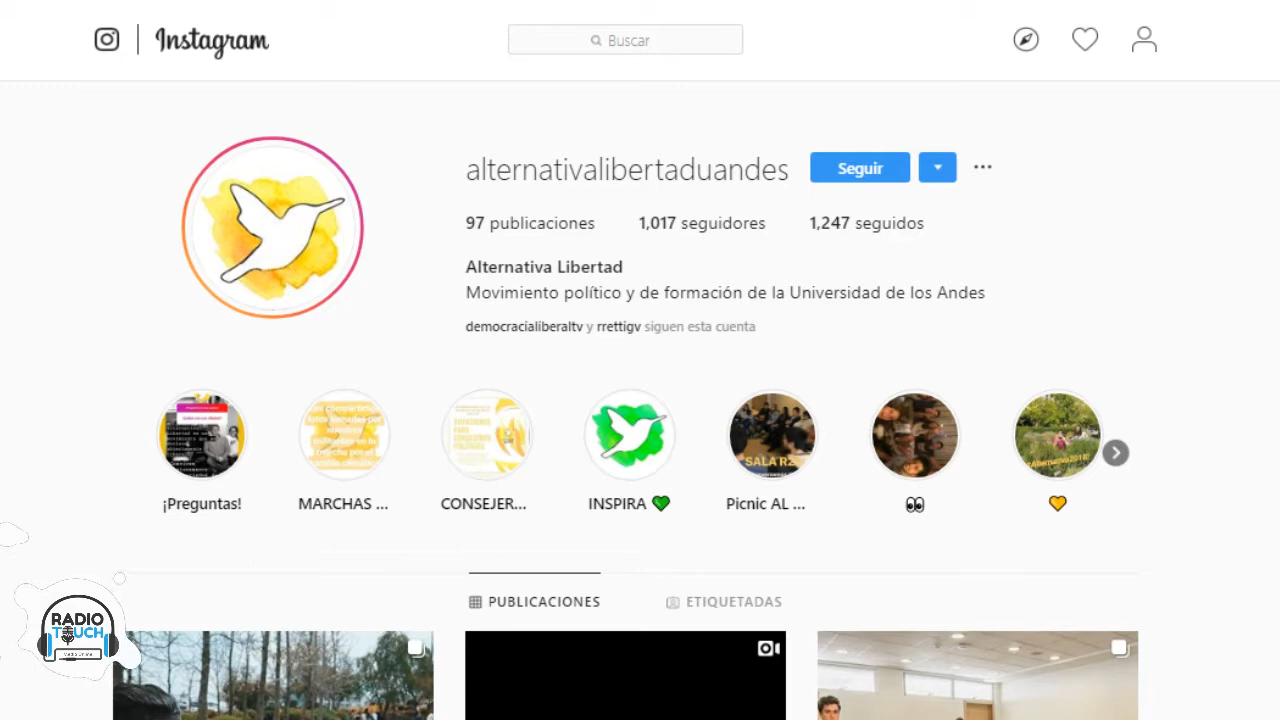 Instagram
Buscar
alternativalibertaduandes
Seguir
97 publicaciones
1,017 seguidores
1,247 seguidos
Alternativa Libertad
Movimiento político y de formación de la Universidad de los Andes
democracialiberaltv y rrettigv siguen esta cuenta
SALA R2
¡Preguntas!
MARCHAS ...
CONSEJER...
INSPIRA 💚
Picnic AL ...
👀
🧡
PUBLICACIONES
ETIQUETADAS
RADIO
TOUCH